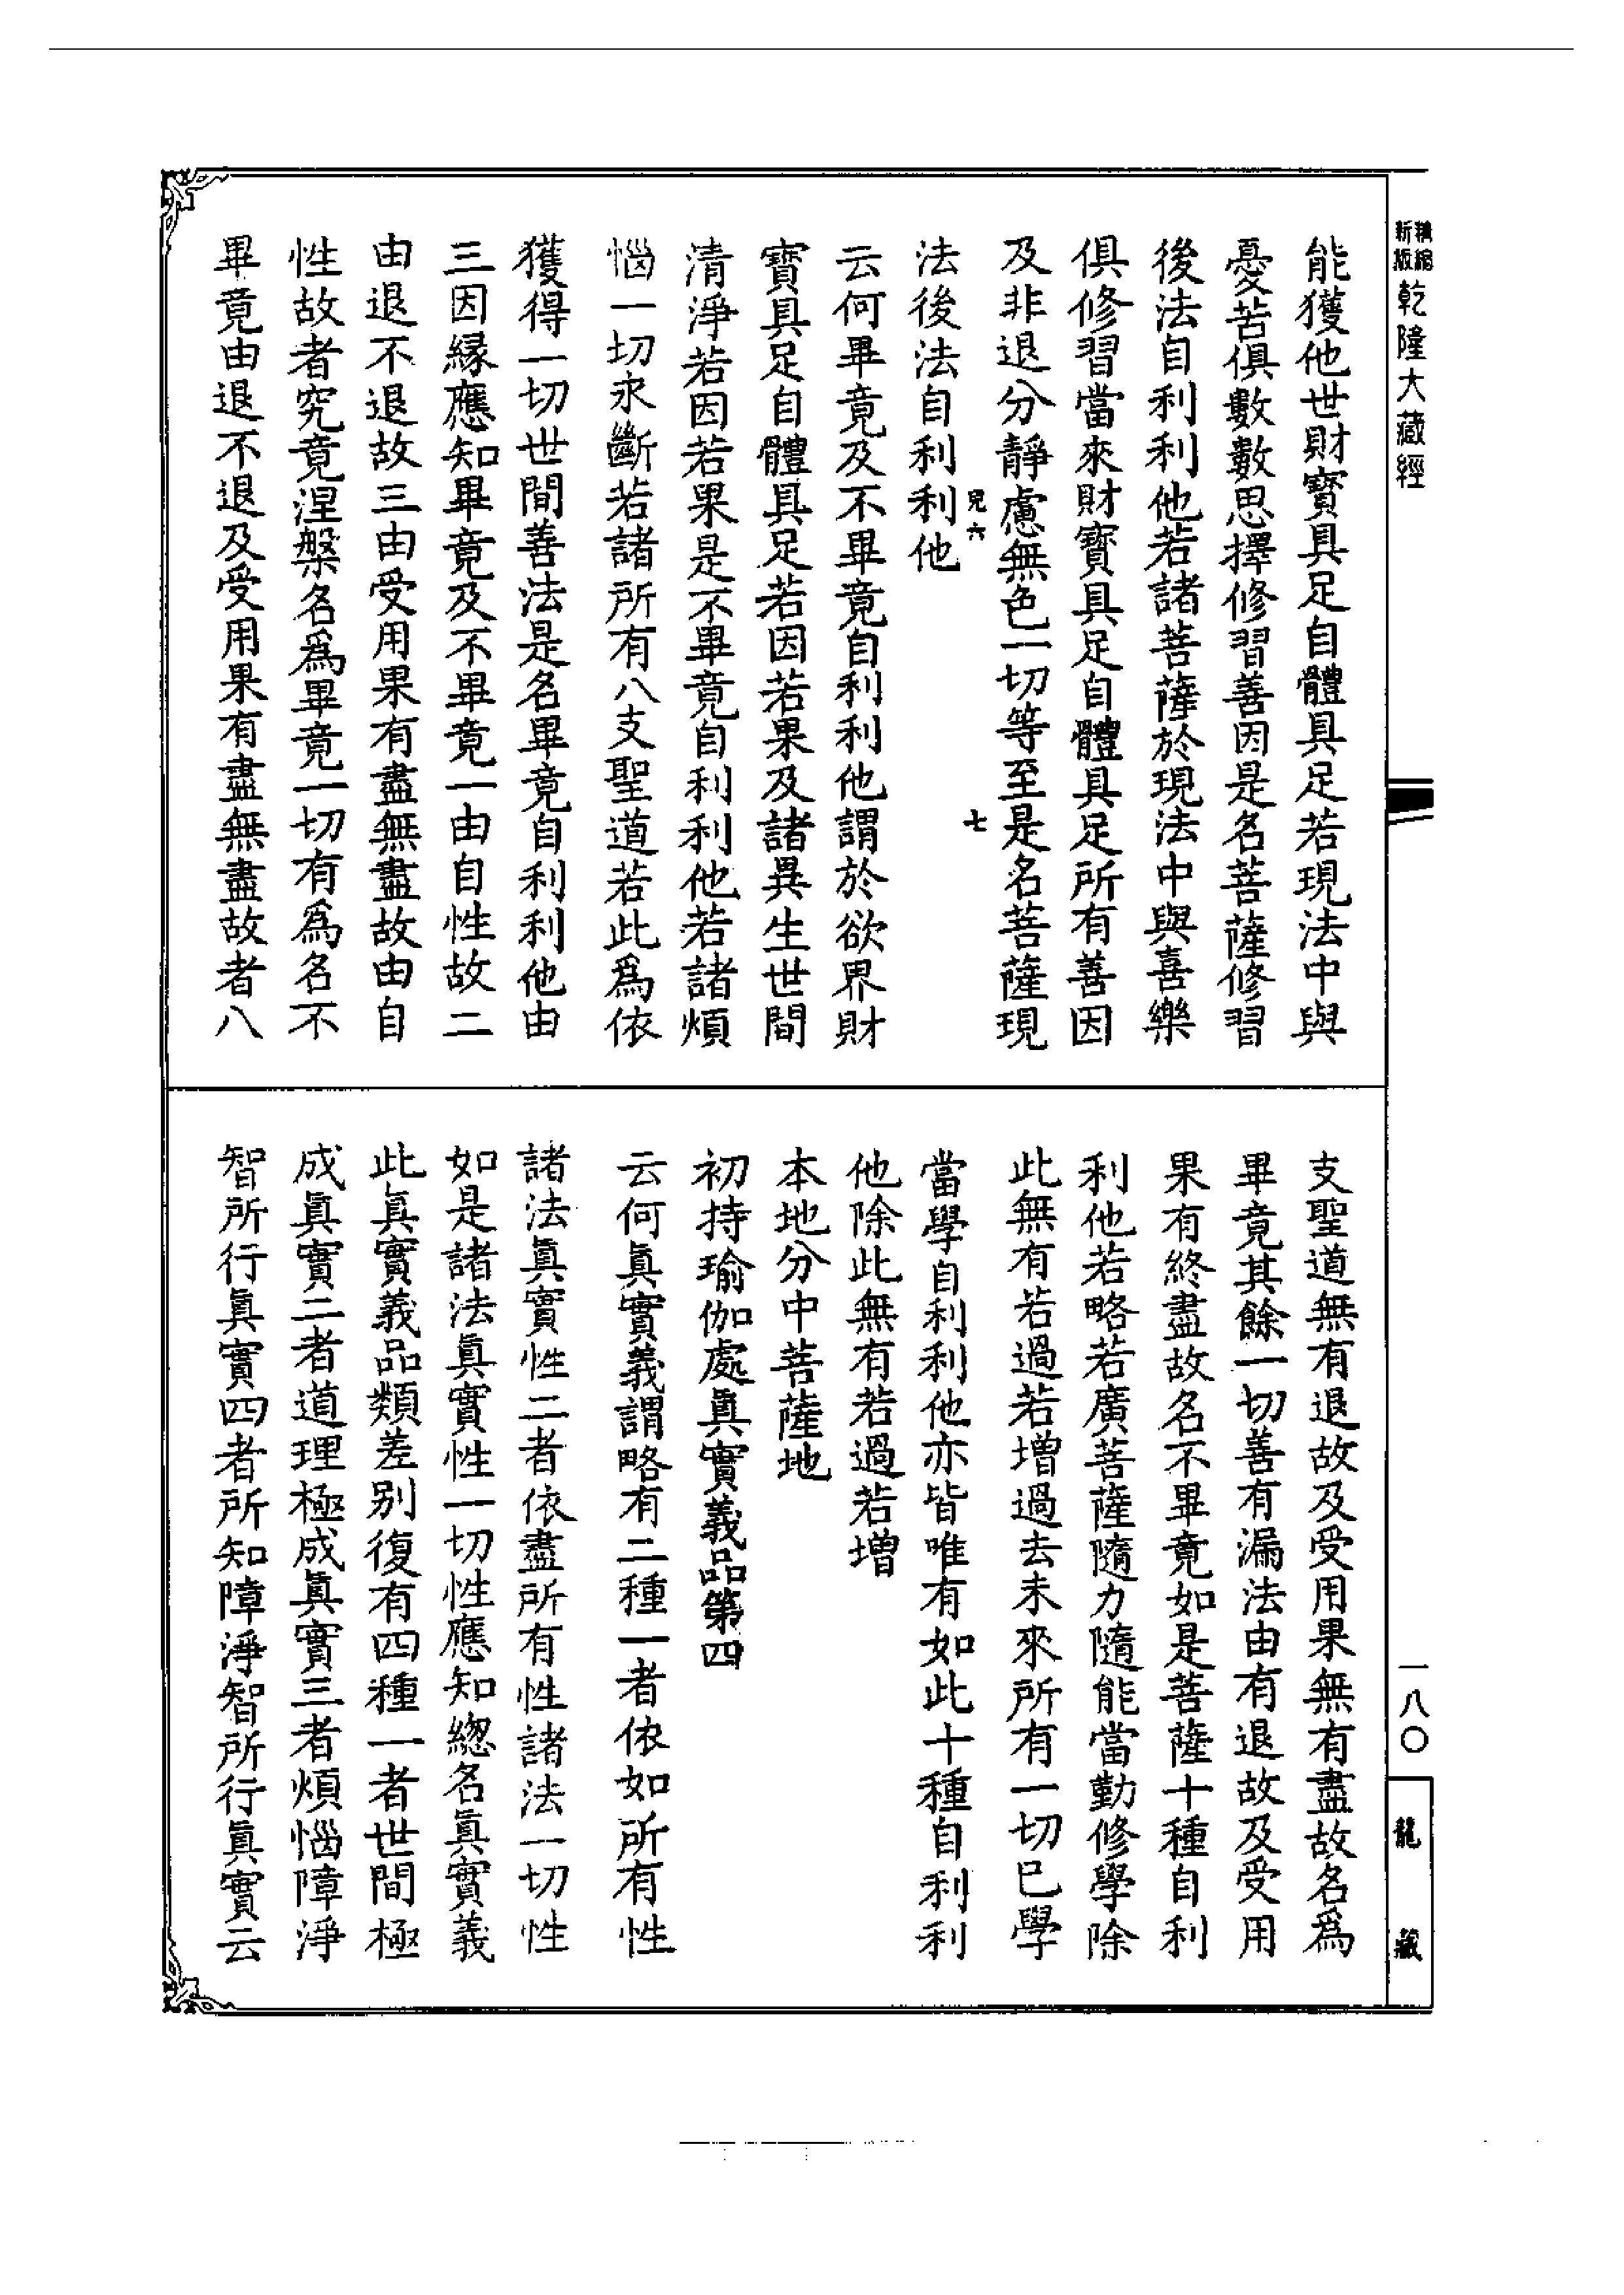 新版
乾隆大藏經
能獲他世財寶具足自體具足若現法中與
憂苦俱數數思擇修習善因是名菩薩修習
後法自利利他若諸菩薩於現法中與喜樂
俱修習當來財寶具足自體具足所有善因
及非退分靜慮無色一切等至是名菩薩現
六
七
法後法自利利他
云何畢竟及不畢竟自利利他謂於欲界財
寶具足自體具足若因若果及諸異生世間
清淨若因若果是不畢竟自利利他若諸煩
惱一切永斷若諸所有八支聖道若此爲依
獲得一切世間善法是名畢竟自利利他由
三因緣應知畢竟及不畢竟一由自性故二
由退不退故三由受用果有盡無盡故由自
性故者究竟涅槃名爲畢竟一切有爲名不
畢竟由退不退及受用果有盡無盡故者八
支聖道無有退故及受用果無有盡故名爲
畢竟其餘一切善有漏法由有退故及受用
果有終盡故名不畢竟如是菩薩十種自利
利他若略若廣菩薩隨力隨能當勤修學除
此無有若過若增過去未來所有一切已學
當學自利利他亦皆唯有如此十種自利利
他除此無有若過若增
本地分中菩薩地
初持瑜伽處眞實義品第四
云何眞實義謂略有二種一者依如所有性
諸法眞實性二者依盡所有性諸法一切性
如是諸法眞實性一切性應知總名眞實義
此眞實義品類差別復有四種一者世間極
成眞實二者道理極成眞實三者煩惱障淨
智所行眞實四者所知障淨智所行眞實云
一八〇
龍藏